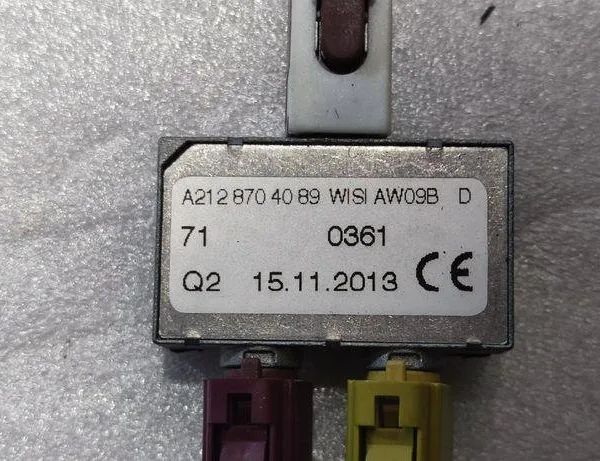 A212 870 40 89 WISI AW09B D
71 0361
Q2 15.11.2013 CE